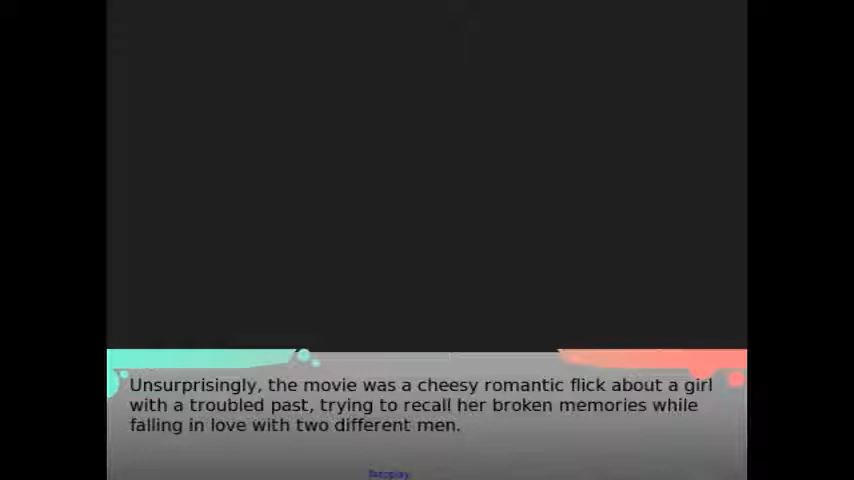 Unsurprisingly, the movie was a cheesy romantic flick about a girl
with a troubled past, trying to recall her broken memories while
falling in love with two different men.